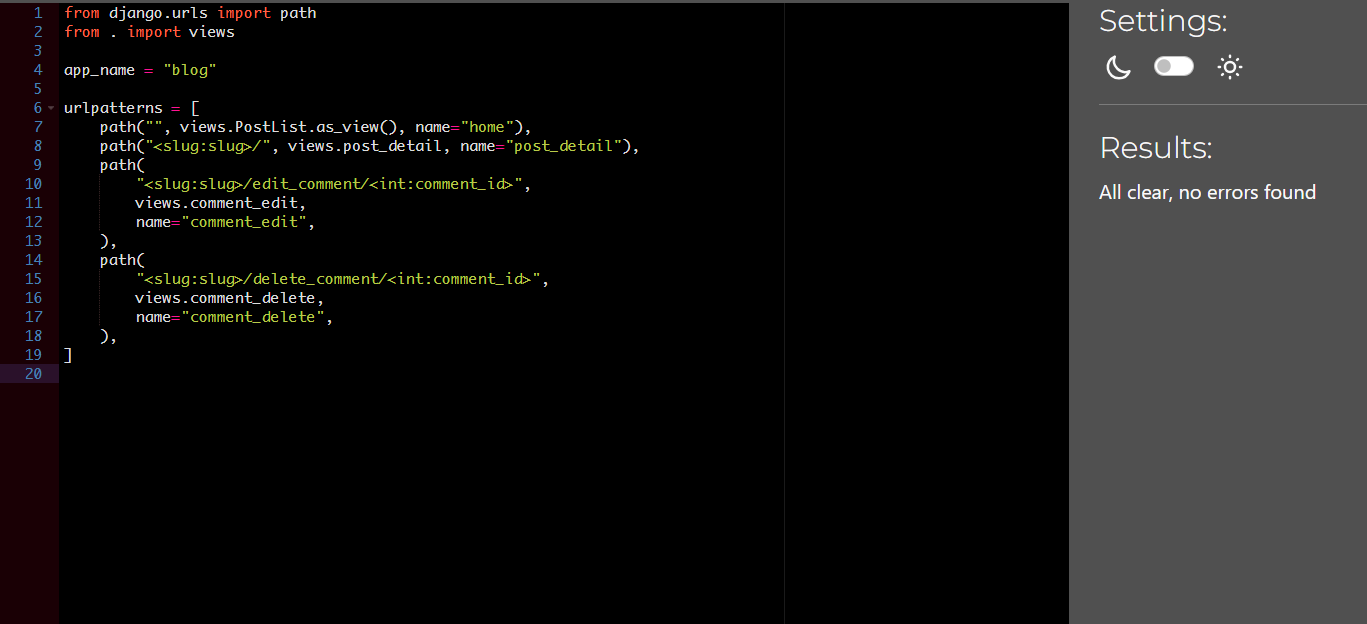 1 from django.urls import path
2 from . import views
3
4 app_name = "blog"
5
6 urlpatterns = [
7     path("", views.PostList.as_view(), name="home"),
8     path("<slug:slug>/", views.post_detail, name="post_detail"),
9     path(
10         "<slug:slug>/edit_comment/<int:comment_id>",
11         views.comment_edit,
12         name="comment_edit",
13     ),
14     path(
15         "<slug:slug>/delete_comment/<int:comment_id>",
16         views.comment_delete,
17         name="comment_delete",
18     ),
19 ]
20
Settings:
Results:
All clear, no errors found